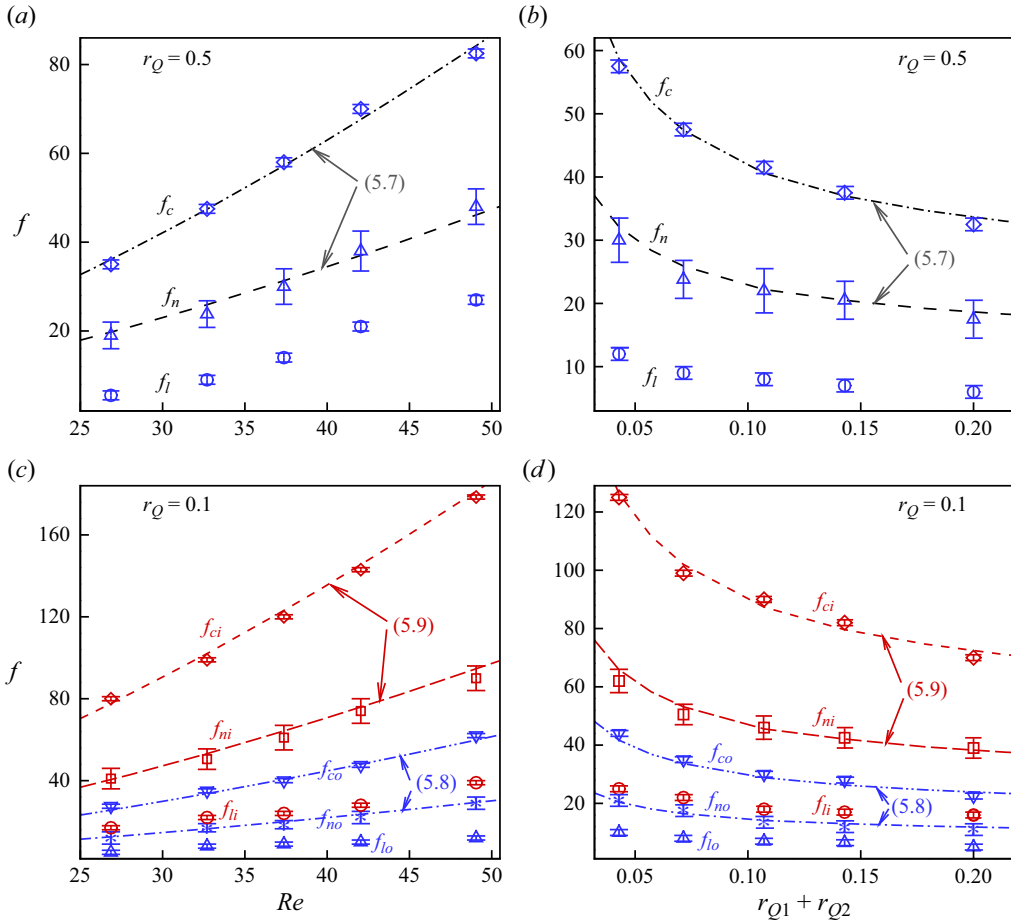 (a)
(b)
r_Q = 0.5
r_Q = 0.5
f
80
60
40
20
f_c
f_n
f_l
(5.7)
25
30
35
40
45
50
60
50
40
30
20
10
f_c
f_n
f_l
(5.7)
0.05
0.10
0.15
0.20
(c)
(d)
r_Q = 0.1
r_Q = 0.1
f
160
120
80
40
f_ci
f_ni
f_co
f_li
f_no
f_lo
(5.9)
(5.8)
25
30
35
40
45
50
Re
120
100
80
60
40
20
f_ci
f_ni
f_co
f_no
f_li
f_lo
(5.9)
(5.8)
0.05
0.10
0.15
0.20
r_Q1 + r_Q2